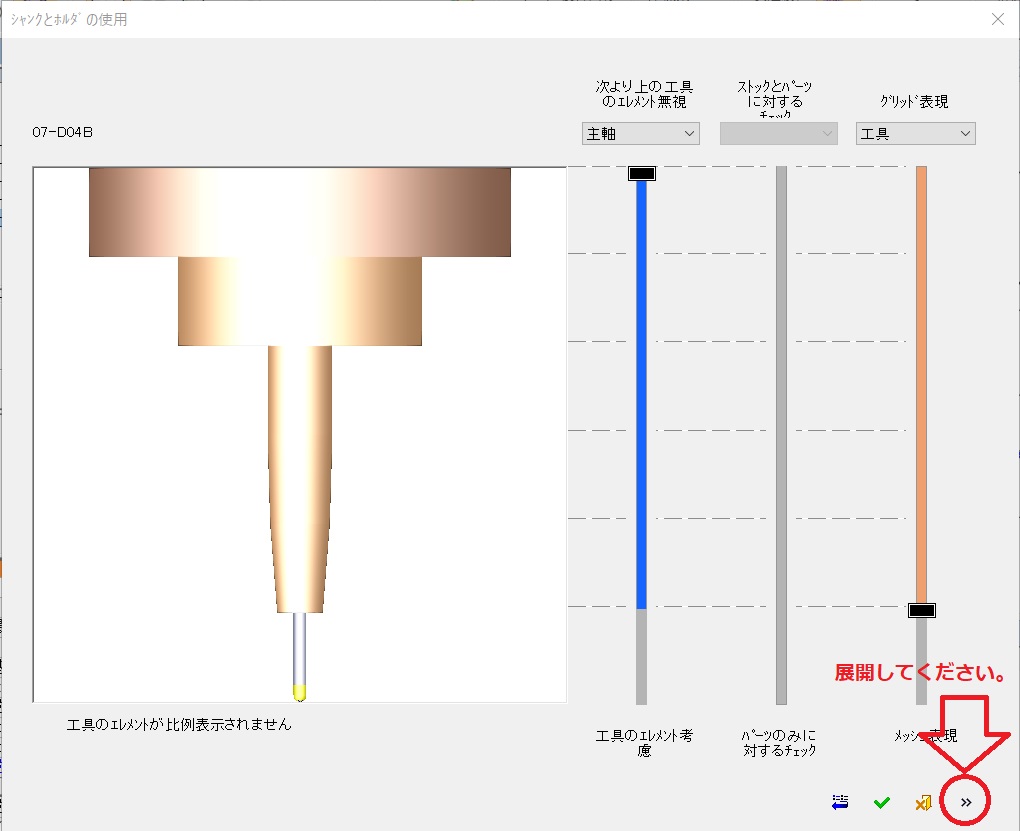 ｼｬﾝｸとﾎﾙﾀﾞの使用
次より上の工具
のｴﾚﾒﾝﾄ無視
ｽﾄｯｸとﾊﾟｰﾂ
に対する
ﾁｪｯｸ
ｸﾞﾘｯﾄﾞ表現
07-D04B
主軸
工具
展開してください。
工具のｴﾚﾒﾝﾄが比例表示されません
工具のｴﾚﾒﾝﾄ考
慮
ﾊﾟｰﾂのみに
対するﾁｪｯｸ
ﾒｯｼｭ表現
»